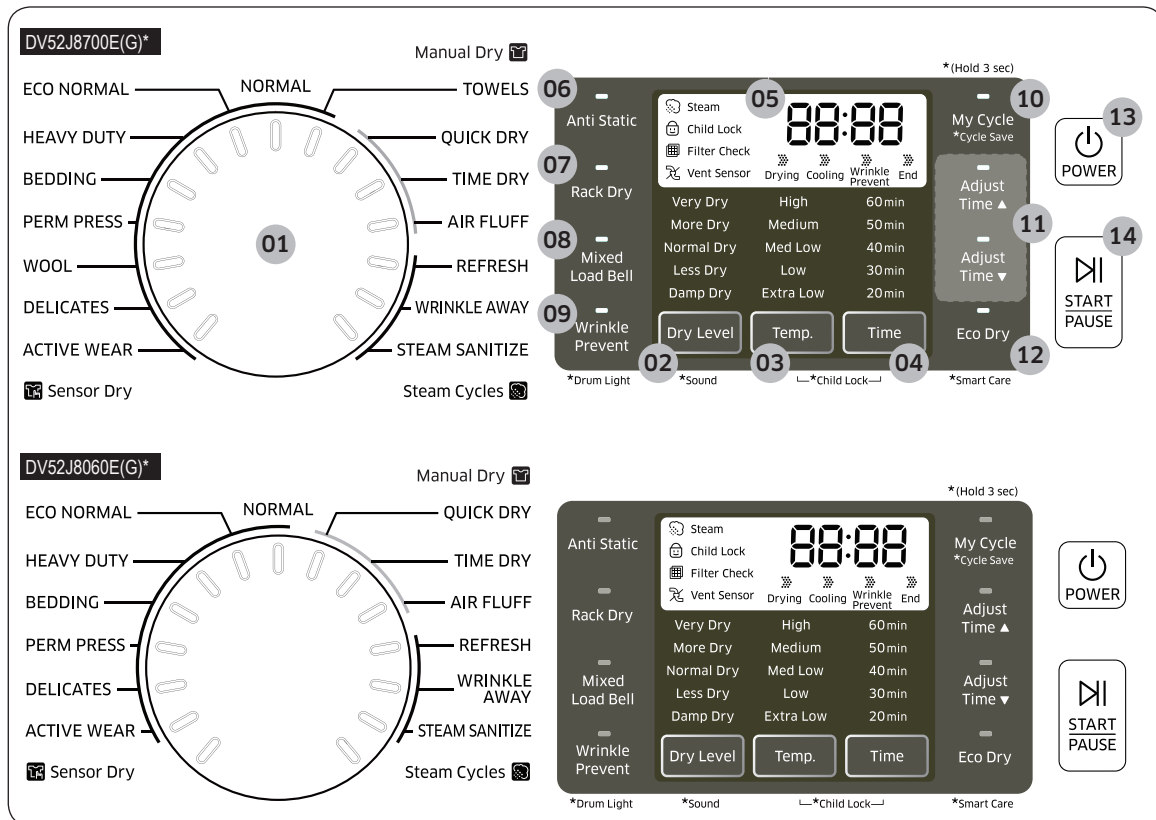 DV52J8700E(G)*
Manual Dry
ECO NORMAL
NORMAL
TOWELS
HEAVY DUTY
QUICK DRY
BEDDING
TIME DRY
PERM PRESS
AIR FLUFF
01
WOOL
REFRESH
DELICATES
WRINKLE AWAY
ACTIVE WEAR
STEAM SANITIZE
Sensor Dry
Steam Cycles
*(Hold 3 sec)
06
Anti Static
07
Rack Dry
08
Mixed
Load Bell
09
Wrinkle
Prevent
*Drum Light
Steam
05
88:88
Child Lock
Filter Check
Vent Sensor
Drying
Cooling
Wrinkle
Prevent
End
Very Dry High 60min
More Dry Medium 50min
Normal Dry Med Low 40min
Less Dry Low 30min
Damp Dry Extra Low 20min
Dry Level
Temp.
Time
02
03
04
*Sound
*Child Lock
10
My Cycle
*Cycle Save
Adjust
Time ▲
11
Adjust
Time ▼
Eco Dry
12
*Smart Care
13
POWER
14
START
PAUSE
DV52J8060E(G)*
Manual Dry
ECO NORMAL
NORMAL
QUICK DRY
HEAVY DUTY
TIME DRY
BEDDING
AIR FLUFF
PERM PRESS
REFRESH
DELICATES
WRINKLE
AWAY
ACTIVE WEAR
STEAM SANITIZE
Sensor Dry
Steam Cycles
*(Hold 3 sec)
Anti Static
Rack Dry
Mixed
Load Bell
Wrinkle
Prevent
*Drum Light
Steam
88:88
Child Lock
Filter Check
Vent Sensor
Drying
Cooling
Wrinkle
Prevent
End
Very Dry High 60min
More Dry Medium 50min
Normal Dry Med Low 40min
Less Dry Low 30min
Damp Dry Extra Low 20min
Dry Level
Temp.
Time
*Sound
*Child Lock
My Cycle
*Cycle Save
Adjust
Time ▲
Adjust
Time ▼
Eco Dry
*Smart Care
POWER
START
PAUSE